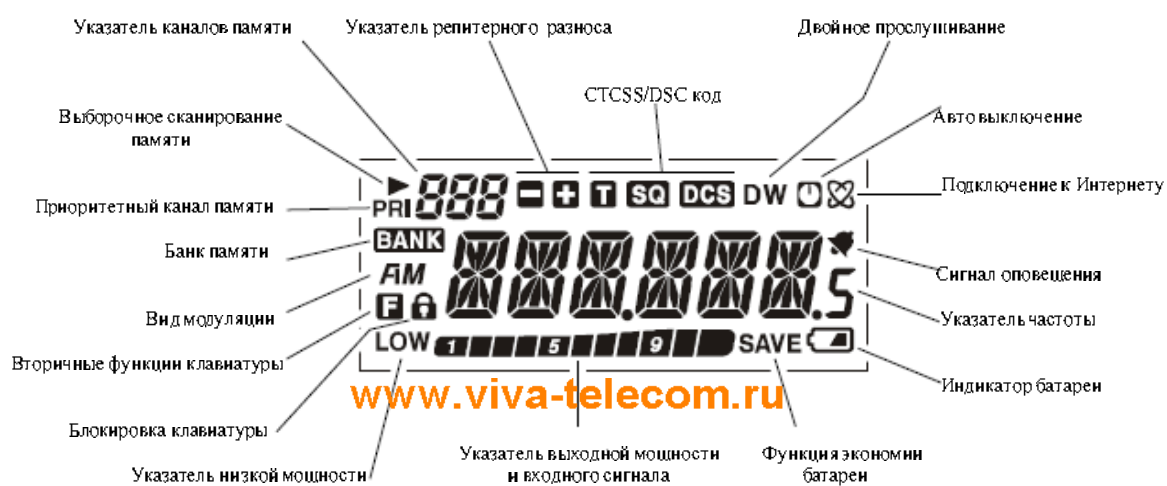 Указатель каналов памяти
Указатель репитерного разноса
Двойное прослушивание
CTCSS/DSC код
Выборочное сканирование
памяти
Авто выключение
Подключение к Интернету
Приоритетный канал памяти
Банк памяти
Сигнал оповещения
Вид модуляции
Указатель частоты
Вторичные функции клавиатуры
Индикатор батареи
Блокировка клавиатуры
Указатель низкой мощности
Указатель выходной мощности
и входного сигнала
Функция экономии
батареи
888 T SQ DCS DW
PRI
BANK
F
.5
LOW 1 5 9 SAVE
www.viva-telecom.ru